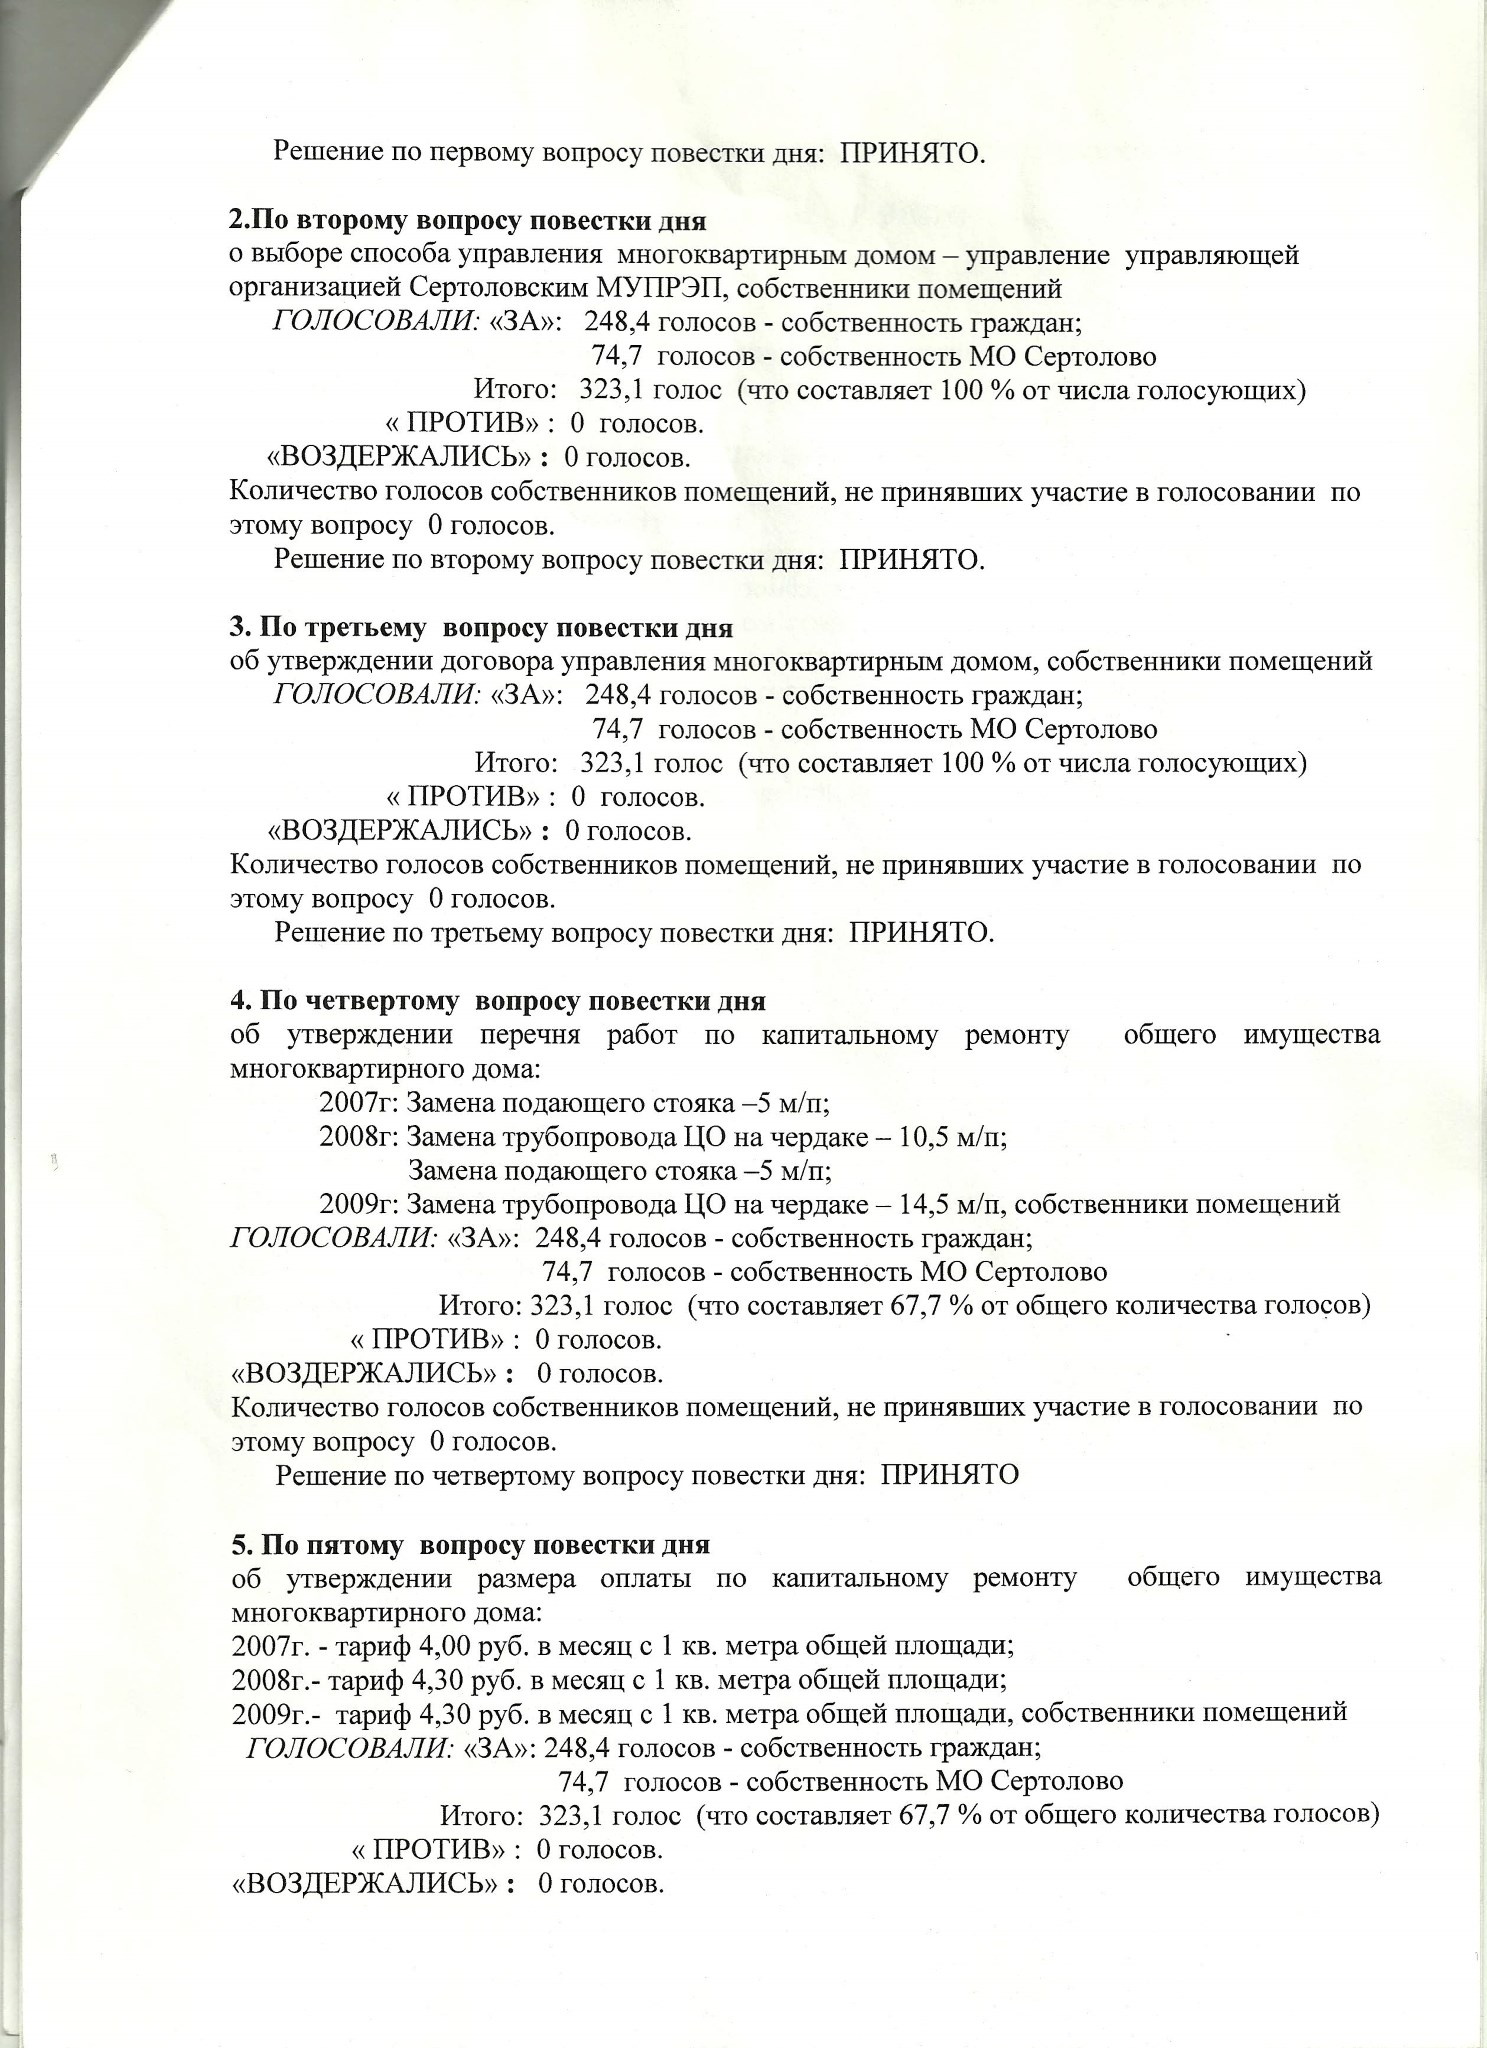 Решение по первому вопросу повестки дня: ПРИНЯТО.
2.По второму вопросу повестки дня
о выборе способа управления многоквартирным домом – управление управляющей
организацией Сертоловским МУПРЭП, собственники помещений
ГОЛОСОВАЛИ: «ЗА»: 248,4 голосов - собственность граждан;
74,7 голосов - собственность МО Сертолово
Итого: 323,1 голос (что составляет 100 % от числа голосующих)
« ПРОТИВ» : 0 голосов.
«ВОЗДЕРЖАЛИСЬ» : 0 голосов.
Количество голосов собственников помещений, не принявших участие в голосовании по
этому вопросу 0 голосов.
Решение по второму вопросу повестки дня: ПРИНЯТО.
3. По третьему вопросу повестки дня
об утверждении договора управления многоквартирным домом, собственники помещений
ГОЛОСОВАЛИ: «ЗА»: 248,4 голосов - собственность граждан;
74,7 голосов - собственность МО Сертолово
Итого: 323,1 голос (что составляет 100 % от числа голосующих)
« ПРОТИВ» : 0 голосов.
«ВОЗДЕРЖАЛИСЬ» : 0 голосов.
Количество голосов собственников помещений, не принявших участие в голосовании по
этому вопросу 0 голосов.
Решение по третьему вопросу повестки дня: ПРИНЯТО.
4. По четвертому вопросу повестки дня
об утверждении перечня работ по капитальному ремонту общего имущества
многоквартирного дома:
2007г: Замена подающего стояка –5 м/п;
2008г: Замена трубопровода ЦО на чердаке – 10,5 м/п;
Замена подающего стояка –5 м/п;
2009г: Замена трубопровода ЦО на чердаке – 14,5 м/п, собственники помещений
ГОЛОСОВАЛИ: «ЗА»: 248,4 голосов - собственность граждан;
74,7 голосов - собственность МО Сертолово
Итого: 323,1 голос (что составляет 67,7 % от общего количества голосов)
« ПРОТИВ» : 0 голосов.
«ВОЗДЕРЖАЛИСЬ» : 0 голосов.
Количество голосов собственников помещений, не принявших участие в голосовании по
этому вопросу 0 голосов.
Решение по четвертому вопросу повестки дня: ПРИНЯТО
5. По пятому вопросу повестки дня
об утверждении размера оплаты по капитальному ремонту общего имущества
многоквартирного дома:
2007г. - тариф 4,00 руб. в месяц с 1 кв. метра общей площади;
2008г.- тариф 4,30 руб. в месяц с 1 кв. метра общей площади;
2009г.- тариф 4,30 руб. в месяц с 1 кв. метра общей площади, собственники помещений
ГОЛОСОВАЛИ: «ЗА»: 248,4 голосов - собственность граждан;
74,7 голосов - собственность МО Сертолово
Итого: 323,1 голос (что составляет 67,7 % от общего количества голосов)
« ПРОТИВ» : 0 голосов.
«ВОЗДЕРЖАЛИСЬ» : 0 голосов.